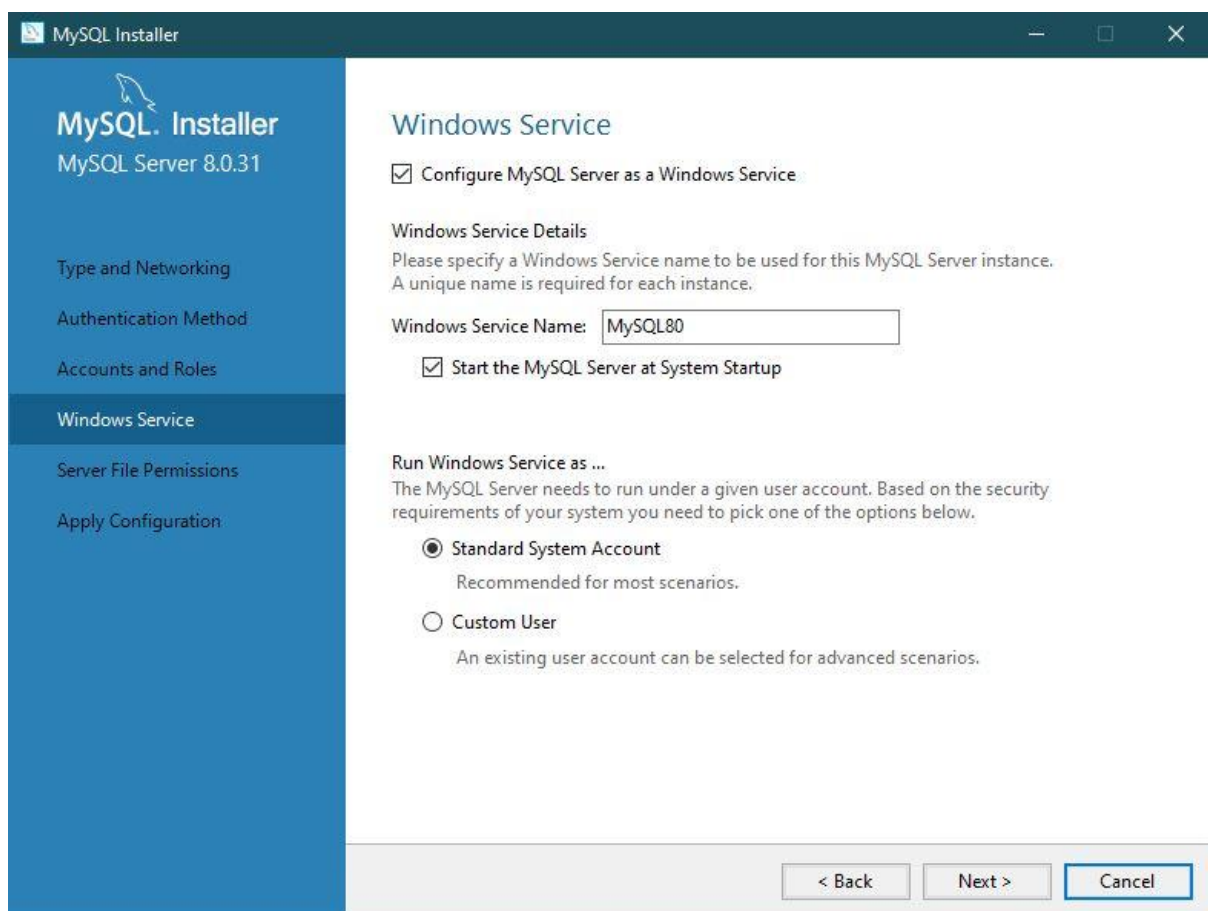 MySQL Installer
MySQL. Installer
MySQL Server 8.0.31
Type and Networking
Authentication Method
Accounts and Roles
Windows Service
Server File Permissions
Apply Configuration
Windows Service
Configure MySQL Server as a Windows Service
Windows Service Details
Please specify a Windows Service name to be used for this MySQL Server instance.
A unique name is required for each instance.
Windows Service Name: MySQL80
Start the MySQL Server at System Startup
Run Windows Service as ...
The MySQL Server needs to run under a given user account. Based on the security
requirements of your system you need to pick one of the options below.
Standard System Account
Recommended for most scenarios.
Custom User
An existing user account can be selected for advanced scenarios.
< Back Next > Cancel